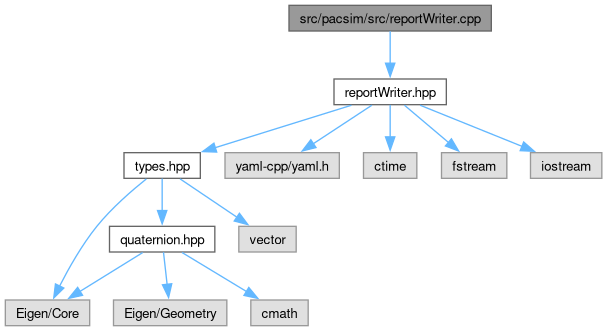 src/pacsim/src/reportWriter.cpp
reportWriter.hpp
types.hpp
yaml-cpp/yaml.h
ctime
fstream
iostream
quaternion.hpp
vector
Eigen/Core
Eigen/Geometry
cmath